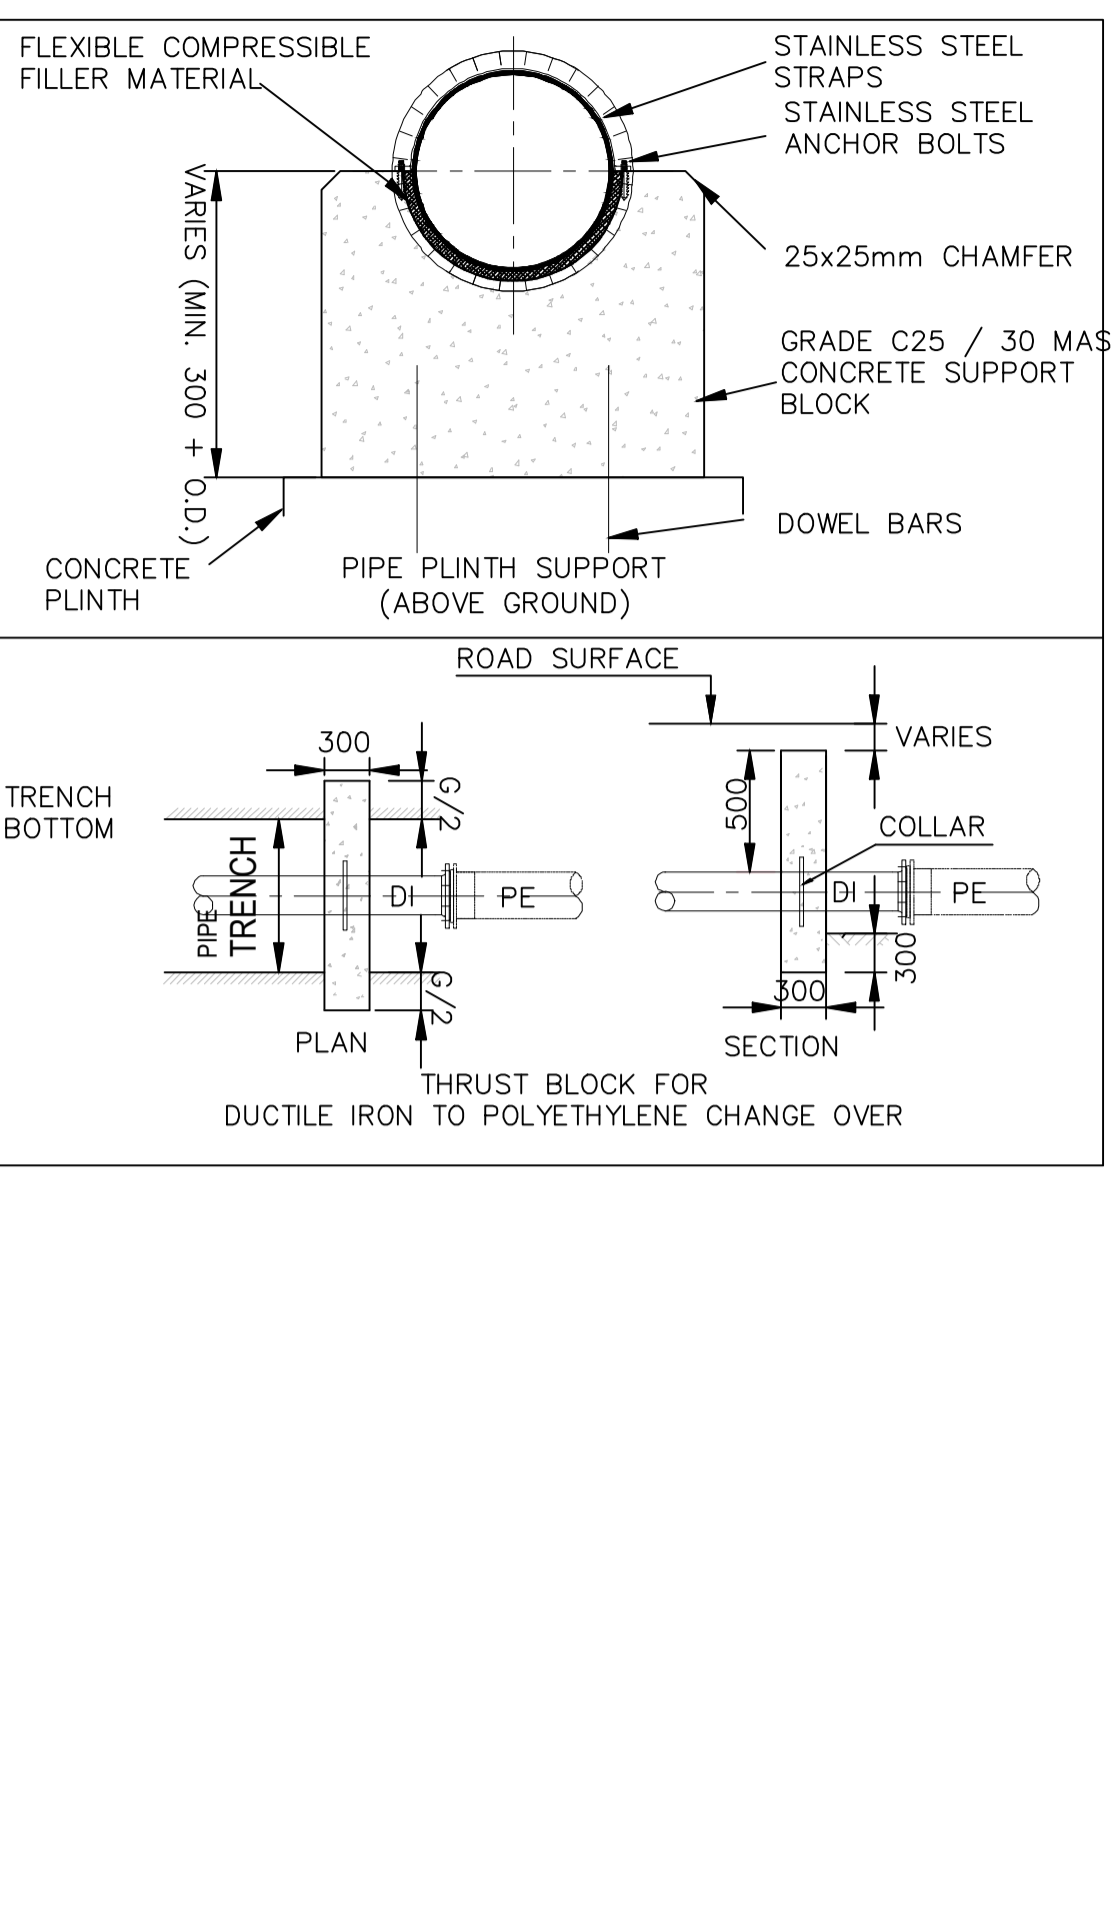 FLEXIBLE COMPRESSIBLE
FILLER MATERIAL
STAINLESS STEEL
STRAPS
STAINLESS STEEL
ANCHOR BOLTS
VARIES (MIN. 300 + O.D.)
25x25mm CHAMFER
GRADE C25 / 30 MAS
CONCRETE SUPPORT
BLOCK
DOWEL BARS
CONCRETE
PLINTH
PIPE PLINTH SUPPORT
(ABOVE GROUND)
ROAD SURFACE
VARIES
300
G/2
TRENCH
BOTTOM
500
COLLAR
PIPE
TRENCH
DI
PE
DI
PE
G/2
300
300
PLAN
SECTION
THRUST BLOCK FOR
DUCTILE IRON TO POLYETHYLENE CHANGE OVER